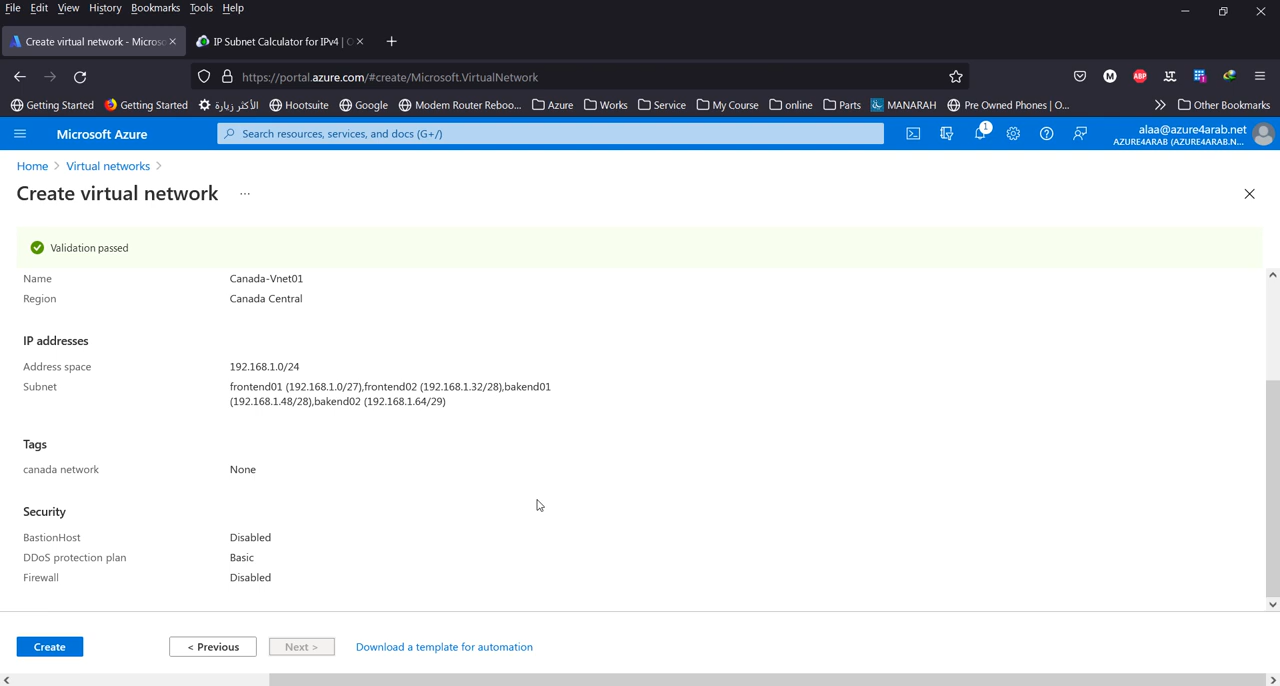 File Edit View History Bookmarks Tools Help
Create virtual network - Microso
IP Subnet Calculator for IPv4 |
https://portal.azure.com/#create/Microsoft.VirtualNetwork
Getting Started Getting Started الأكثر زيارة Hootsuite Google Modem Router Reboo... Azure Works Service My Course online Parts MANARAH Pre Owned Phones | O... Other Bookmarks
Microsoft Azure
Search resources, services, and docs (G+/)
1
alaa@azure4arab.net
AZURE4ARAB (AZURE4ARAB.N...
Home > Virtual networks >
Create virtual network ...
Validation passed
Name Canada-Vnet01
Region Canada Central
IP addresses
Address space 192.168.1.0/24
Subnet frontend01 (192.168.1.0/27),frontend02 (192.168.1.32/28),bakend01
(192.168.1.48/28),bakend02 (192.168.1.64/29)
Tags
canada network None
Security
BastionHost Disabled
DDoS protection plan Basic
Firewall Disabled
Create < Previous Next > Download a template for automation